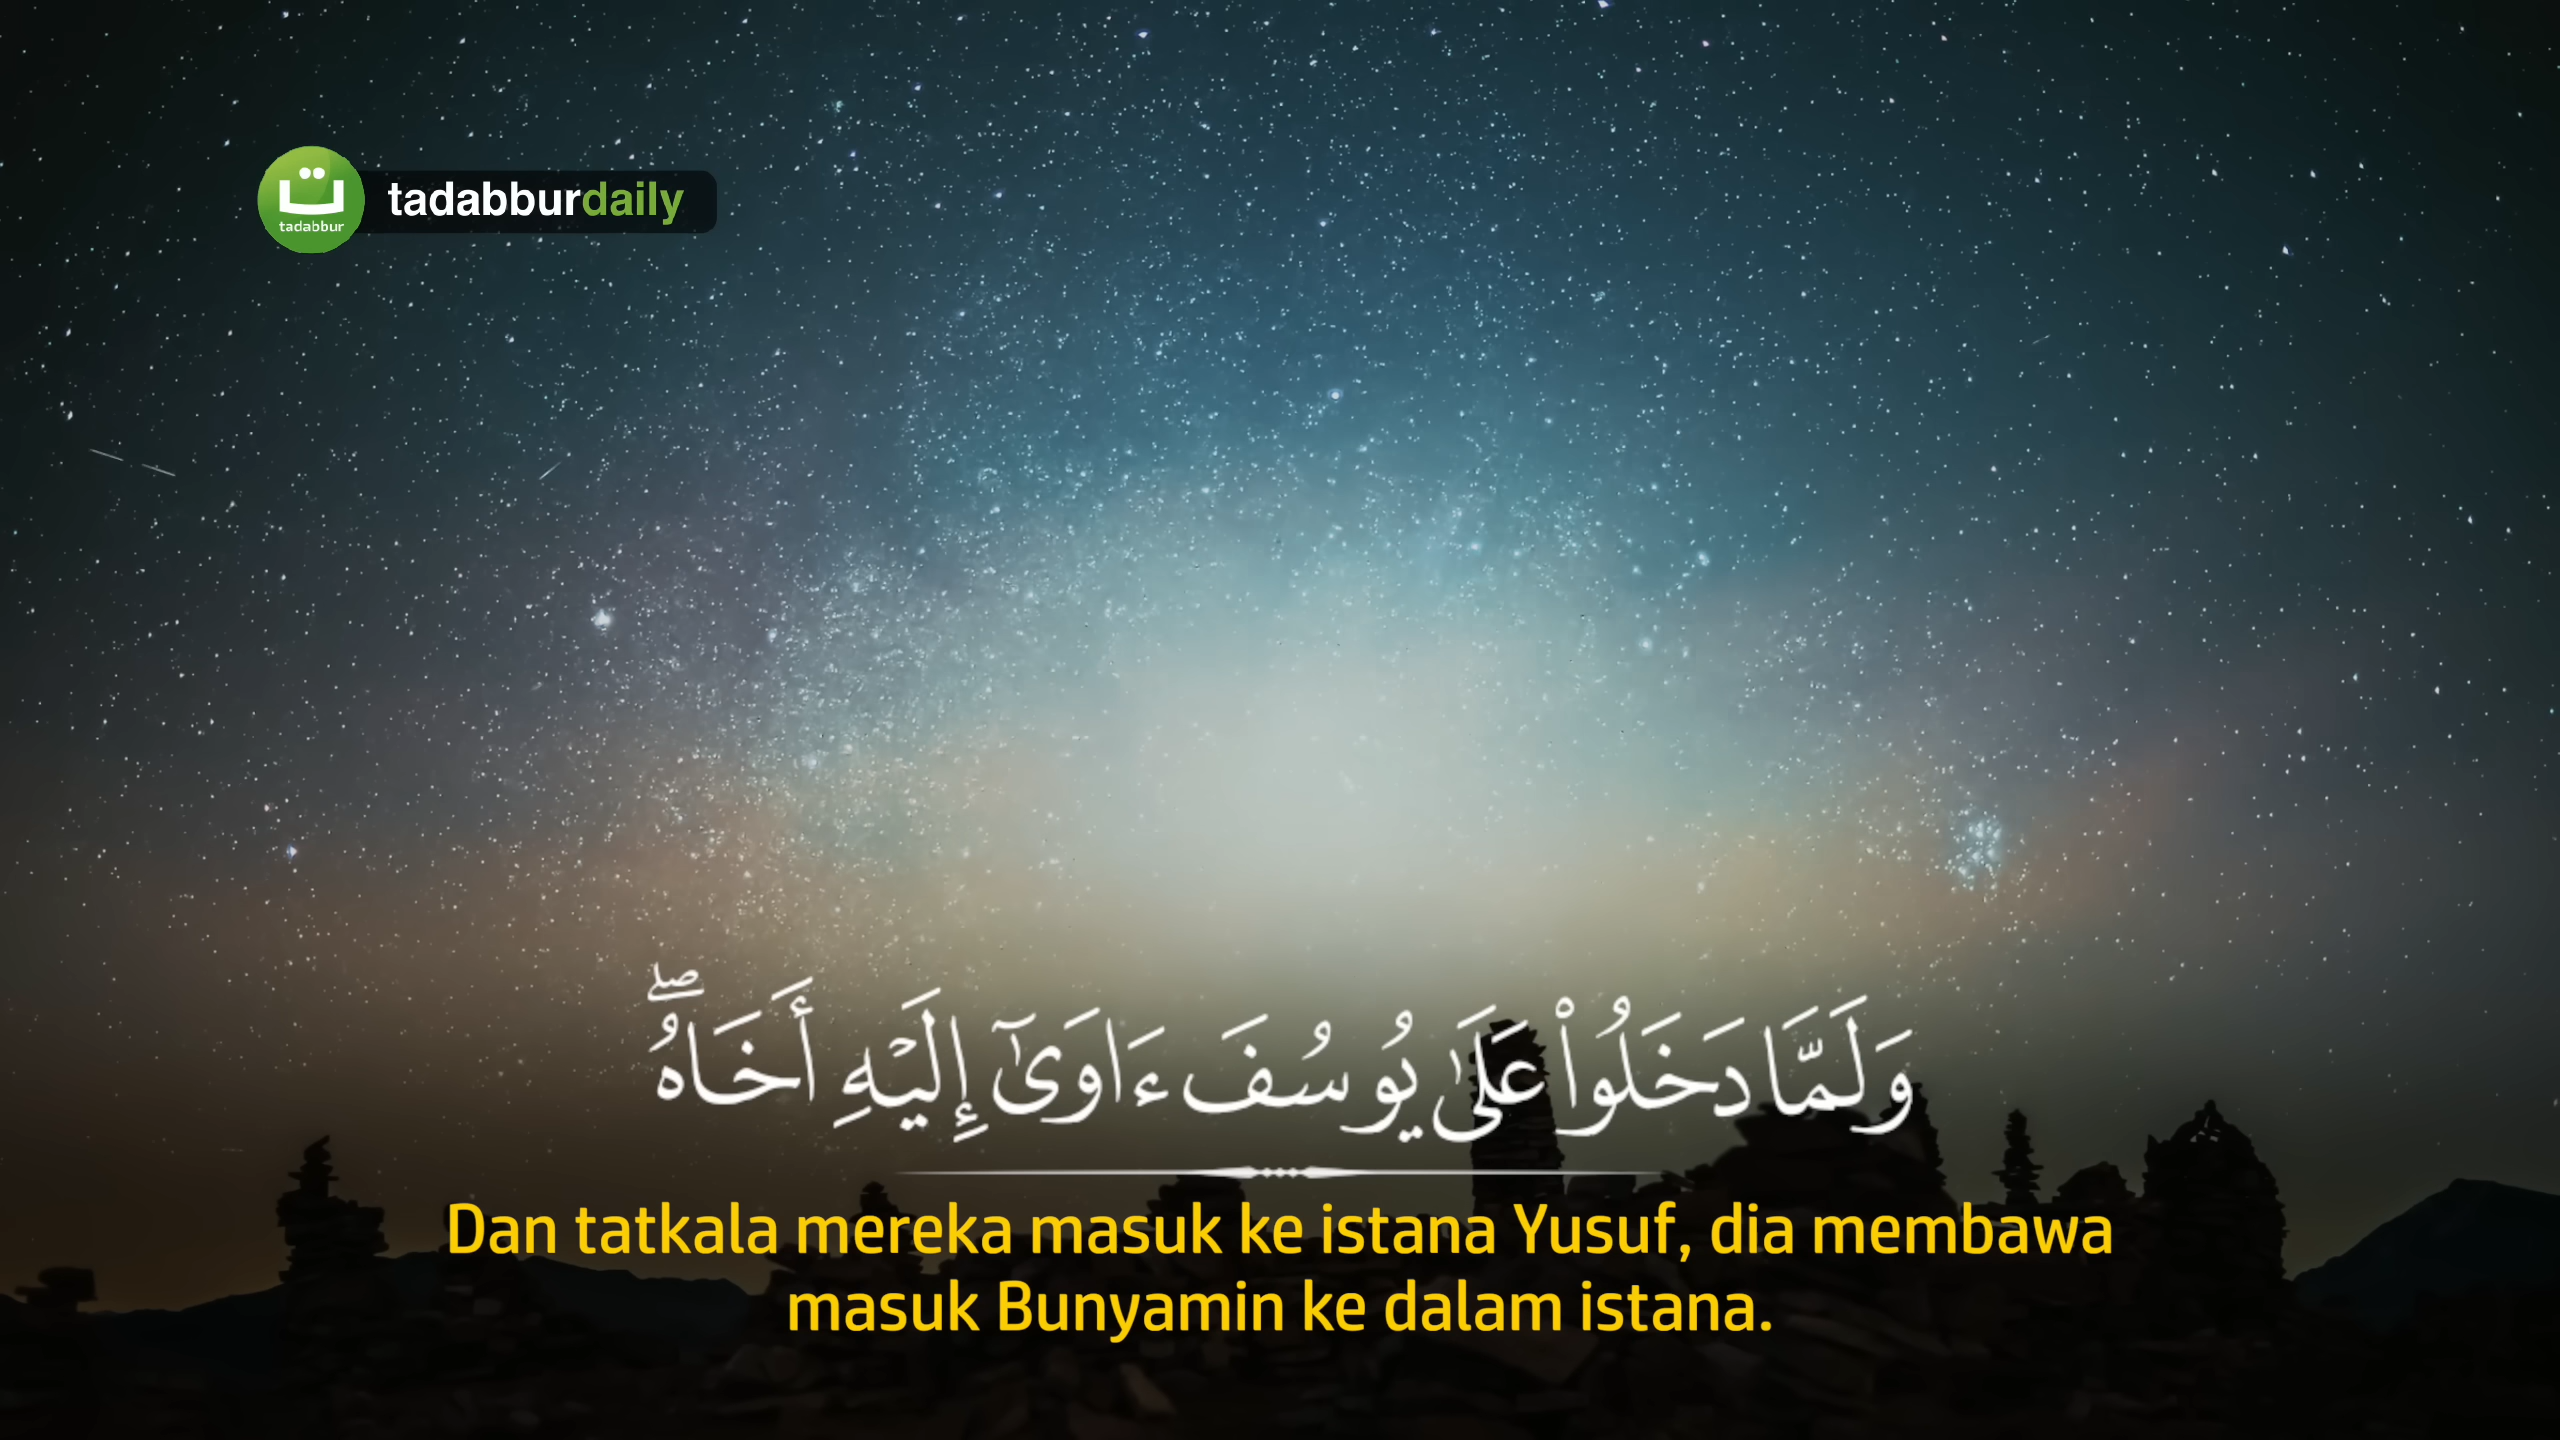 ت
tadabbur
tadabburdaily
وَلَمَّا دَخَلُوا۟ عَلَىٰ يُوسُفَ ءَاوَىٰٓ إِلَيْهِ أَخَاهُ ۖ
Dan tatkala mereka masuk ke istana Yusuf, dia membawa
masuk Bunyamin ke dalam istana.